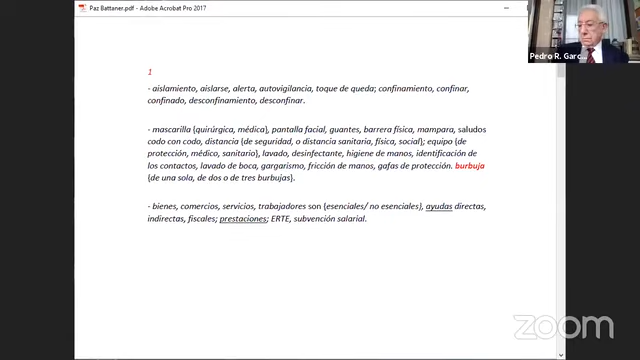 Paz Battaner.pdf - Adobe Acrobat Pro 2017
Pedro R. Garc...
1
- aislamiento, aislarse, alerta, autovigilancia, toque de queda; confinamiento, confinar,
confinado, desconfinamiento, desconfinar.
- mascarilla {quirúrgica, médica}, pantalla facial, guantes, barrera física, mampara, saludos
codo con codo, distancia {de seguridad, o distancia sanitaria, física, social}; equipo {de
protección, médico, sanitario}, lavado, desinfectante, higiene de manos, identificación de
los contactos, lavado de boca, gargarismo, fricción de manos, gafas de protección. burbuja
{de una sola, de dos o de tres burbujas}.
- bienes, comercios, servicios, trabajadores son {esenciales/ no esenciales}, ayudas directas,
indirectas, fiscales; prestaciones; ERTE, subvención salarial.
zoom